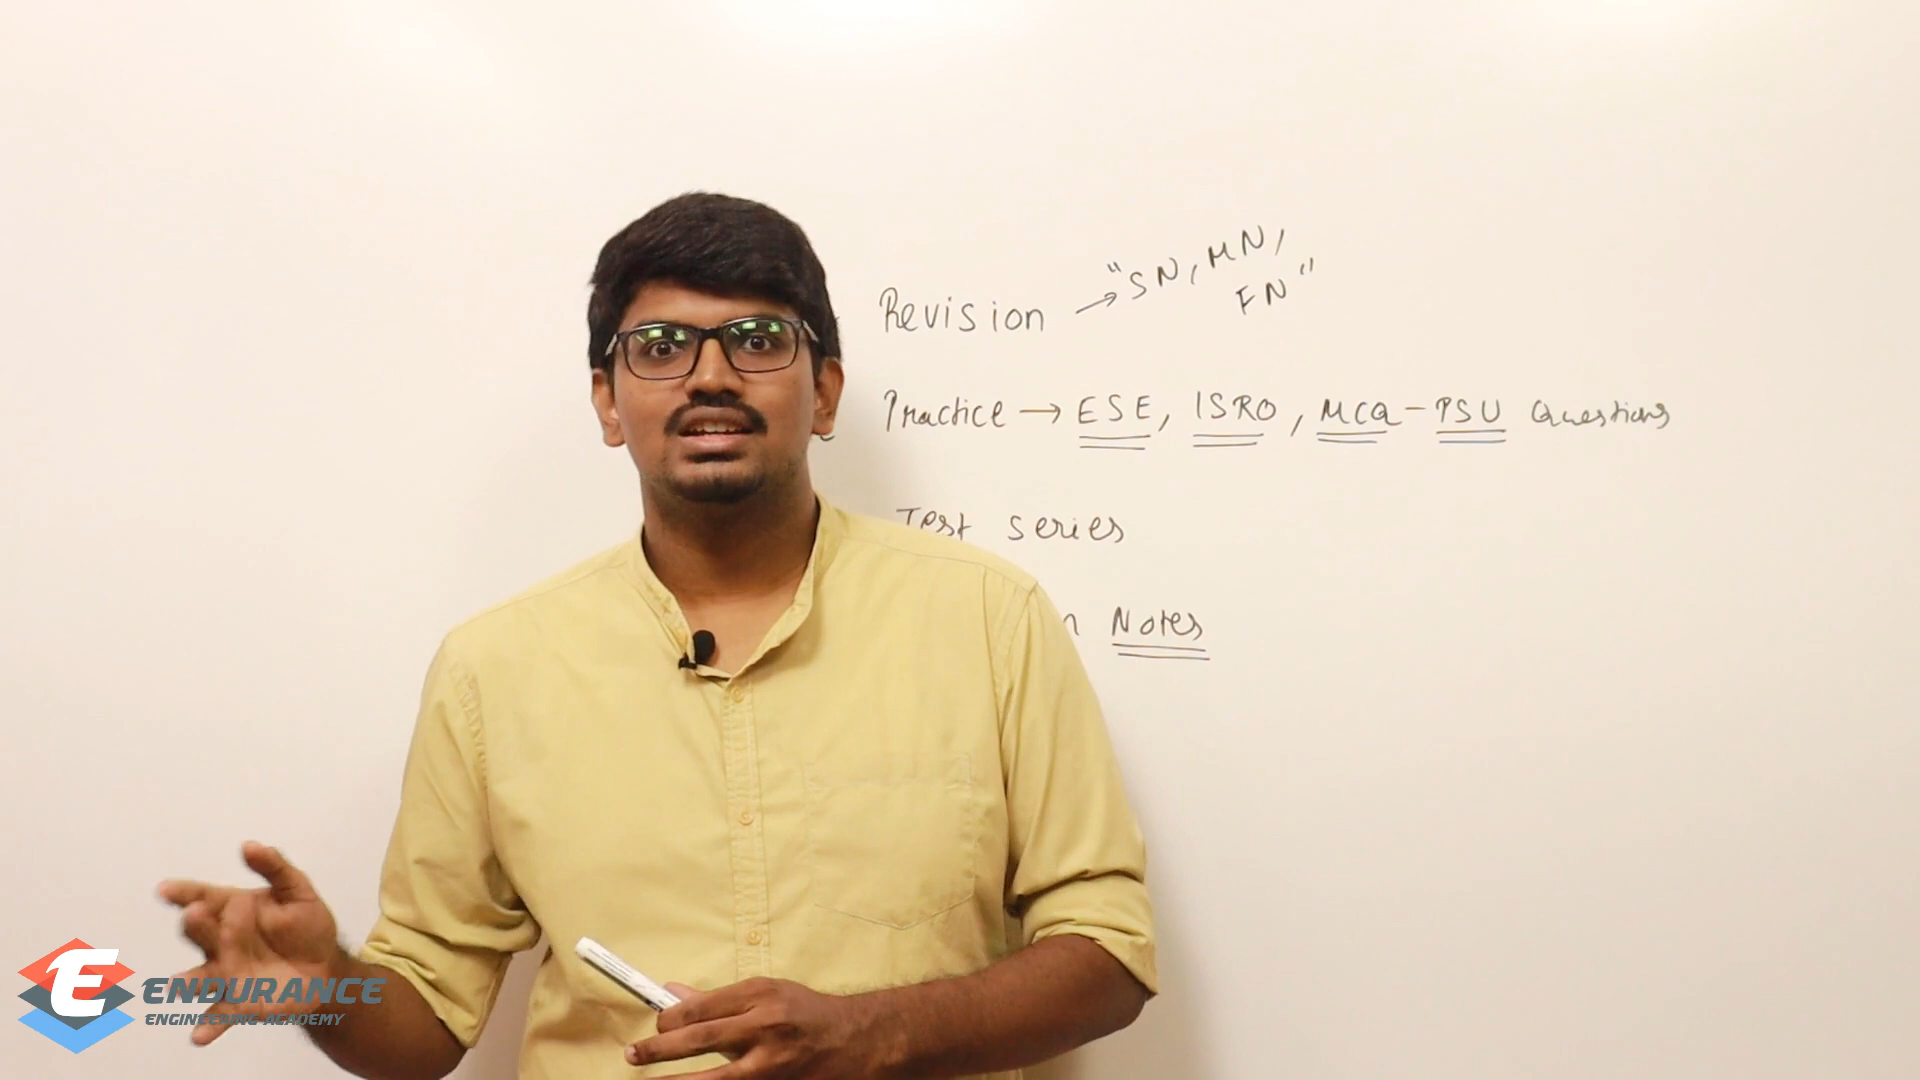 Revision → "SN, MN,
FN"
Practice → ESE, ISRO, MCQ - PSU Questions
Test series
Notes
E ENDURANCE
ENGINEERING ACADEMY